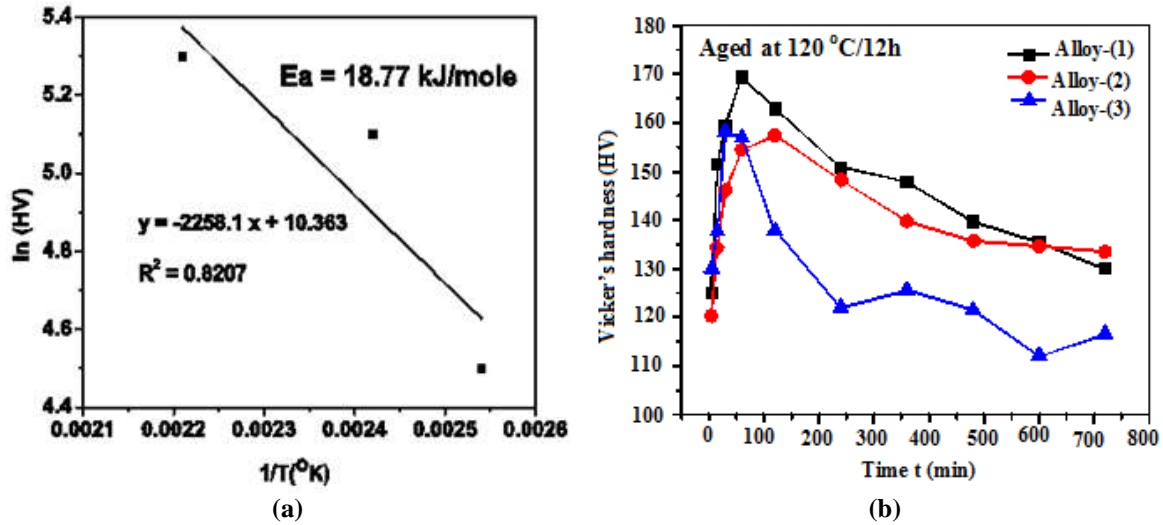 5.4
5.2
5.0
4.8
4.6
4.4
ln (HV)
Ea = 18.77 kJ/mole
y = -2258.1 x + 10.363
R² = 0.8207
0.0021 0.0022 0.0023 0.0024 0.0025 0.0026
1/T(⁰K)
(a)
180
170
160
150
140
130
120
110
100
Vicker's hardness (HV)
Aged at 120 ⁰C/12h
Alloy-(1)
Alloy-(2)
Alloy-(3)
0 100 200 300 400 500 600 700 800
Time t (min)
(b)